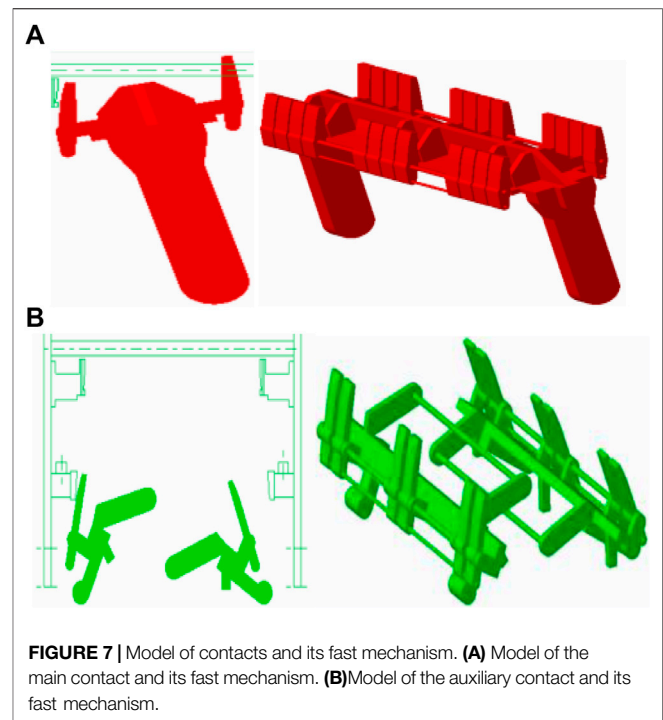 A
B
FIGURE 7 | Model of contacts and its fast mechanism. (A) Model of the
main contact and its fast mechanism. (B)Model of the auxiliary contact and its
fast mechanism.